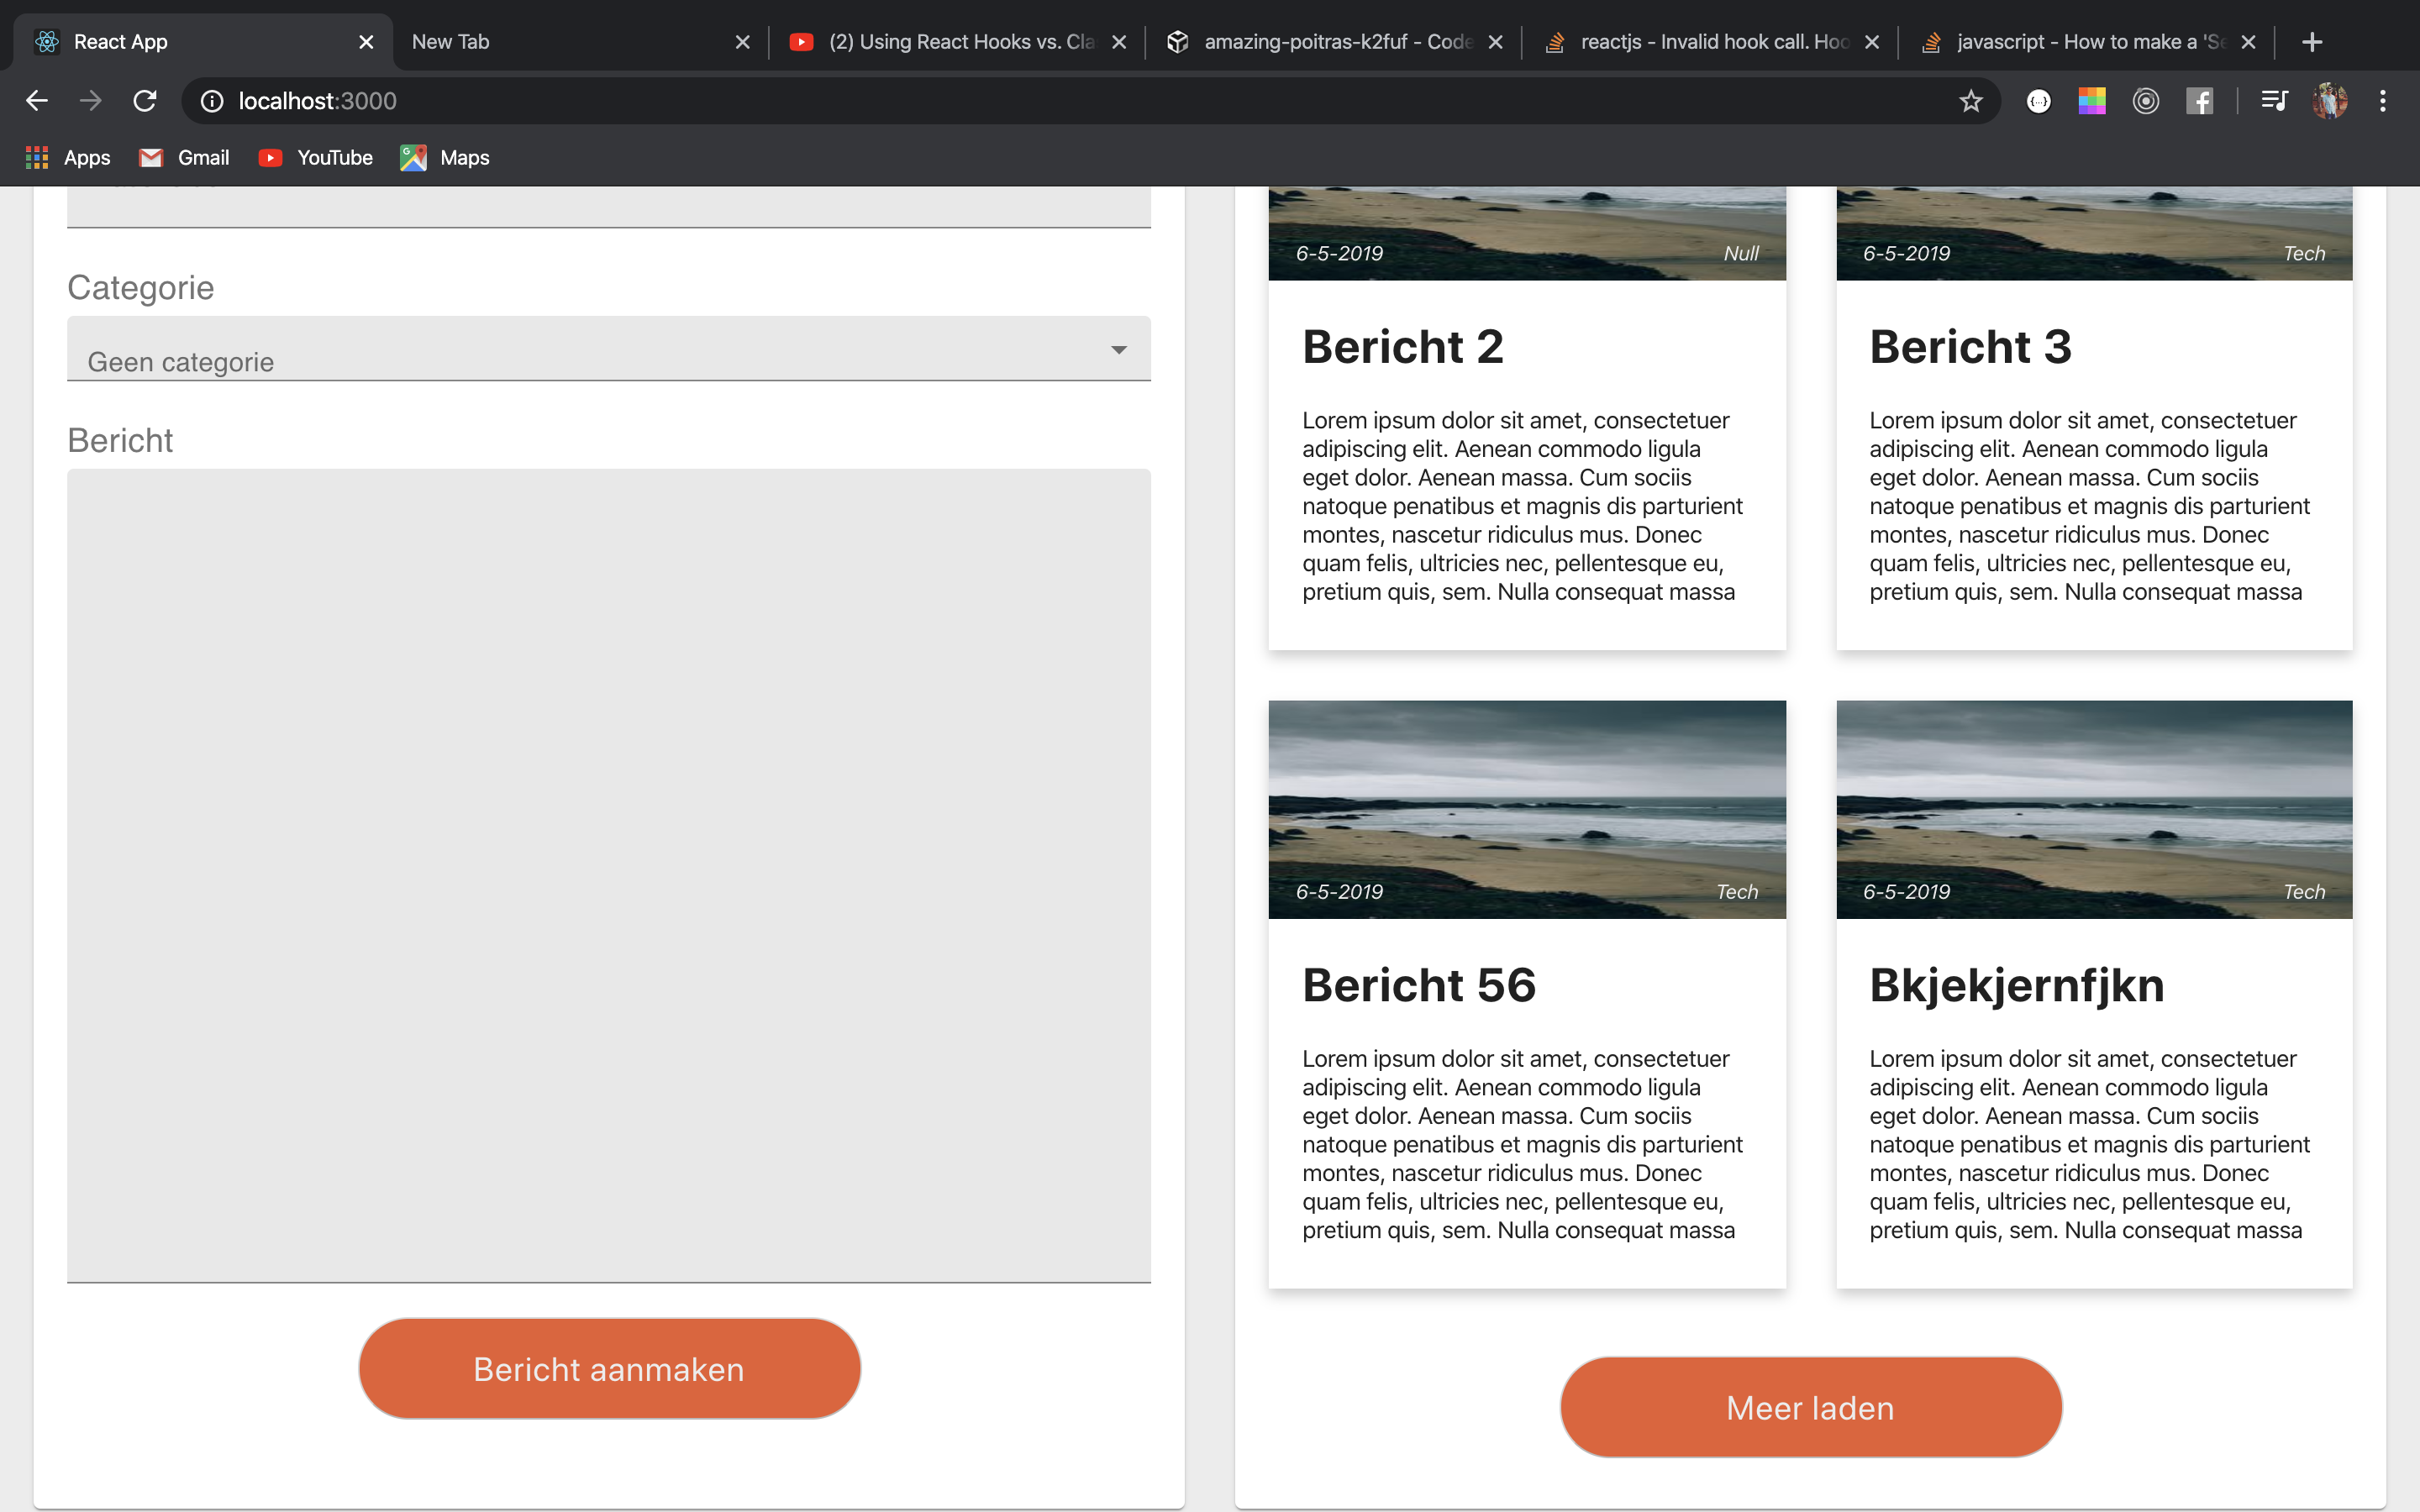 React App
New Tab
(2) Using React Hooks vs. Cla
amazing-poitras-k2fuf - Code
reactjs - Invalid hook call. Hoo
javascript - How to make a 'Se
localhost:3000
Apps
Gmail
YouTube
Maps
Categorie
Geen categorie
Bericht
Bericht aanmaken
6-5-2019
Null
Bericht 2
Lorem ipsum dolor sit amet, consectetuer
adipiscing elit. Aenean commodo ligula
eget dolor. Aenean massa. Cum sociis
natoque penatibus et magnis dis parturient
montes, nascetur ridiculus mus. Donec
quam felis, ultricies nec, pellentesque eu,
pretium quis, sem. Nulla consequat massa
6-5-2019
Tech
Bericht 3
Lorem ipsum dolor sit amet, consectetuer
adipiscing elit. Aenean commodo ligula
eget dolor. Aenean massa. Cum sociis
natoque penatibus et magnis dis parturient
montes, nascetur ridiculus mus. Donec
quam felis, ultricies nec, pellentesque eu,
pretium quis, sem. Nulla consequat massa
6-5-2019
Tech
Bericht 56
Lorem ipsum dolor sit amet, consectetuer
adipiscing elit. Aenean commodo ligula
eget dolor. Aenean massa. Cum sociis
natoque penatibus et magnis dis parturient
montes, nascetur ridiculus mus. Donec
quam felis, ultricies nec, pellentesque eu,
pretium quis, sem. Nulla consequat massa
6-5-2019
Tech
Bkjekjernfjkn
Lorem ipsum dolor sit amet, consectetuer
adipiscing elit. Aenean commodo ligula
eget dolor. Aenean massa. Cum sociis
natoque penatibus et magnis dis parturient
montes, nascetur ridiculus mus. Donec
quam felis, ultricies nec, pellentesque eu,
pretium quis, sem. Nulla consequat massa
Meer laden